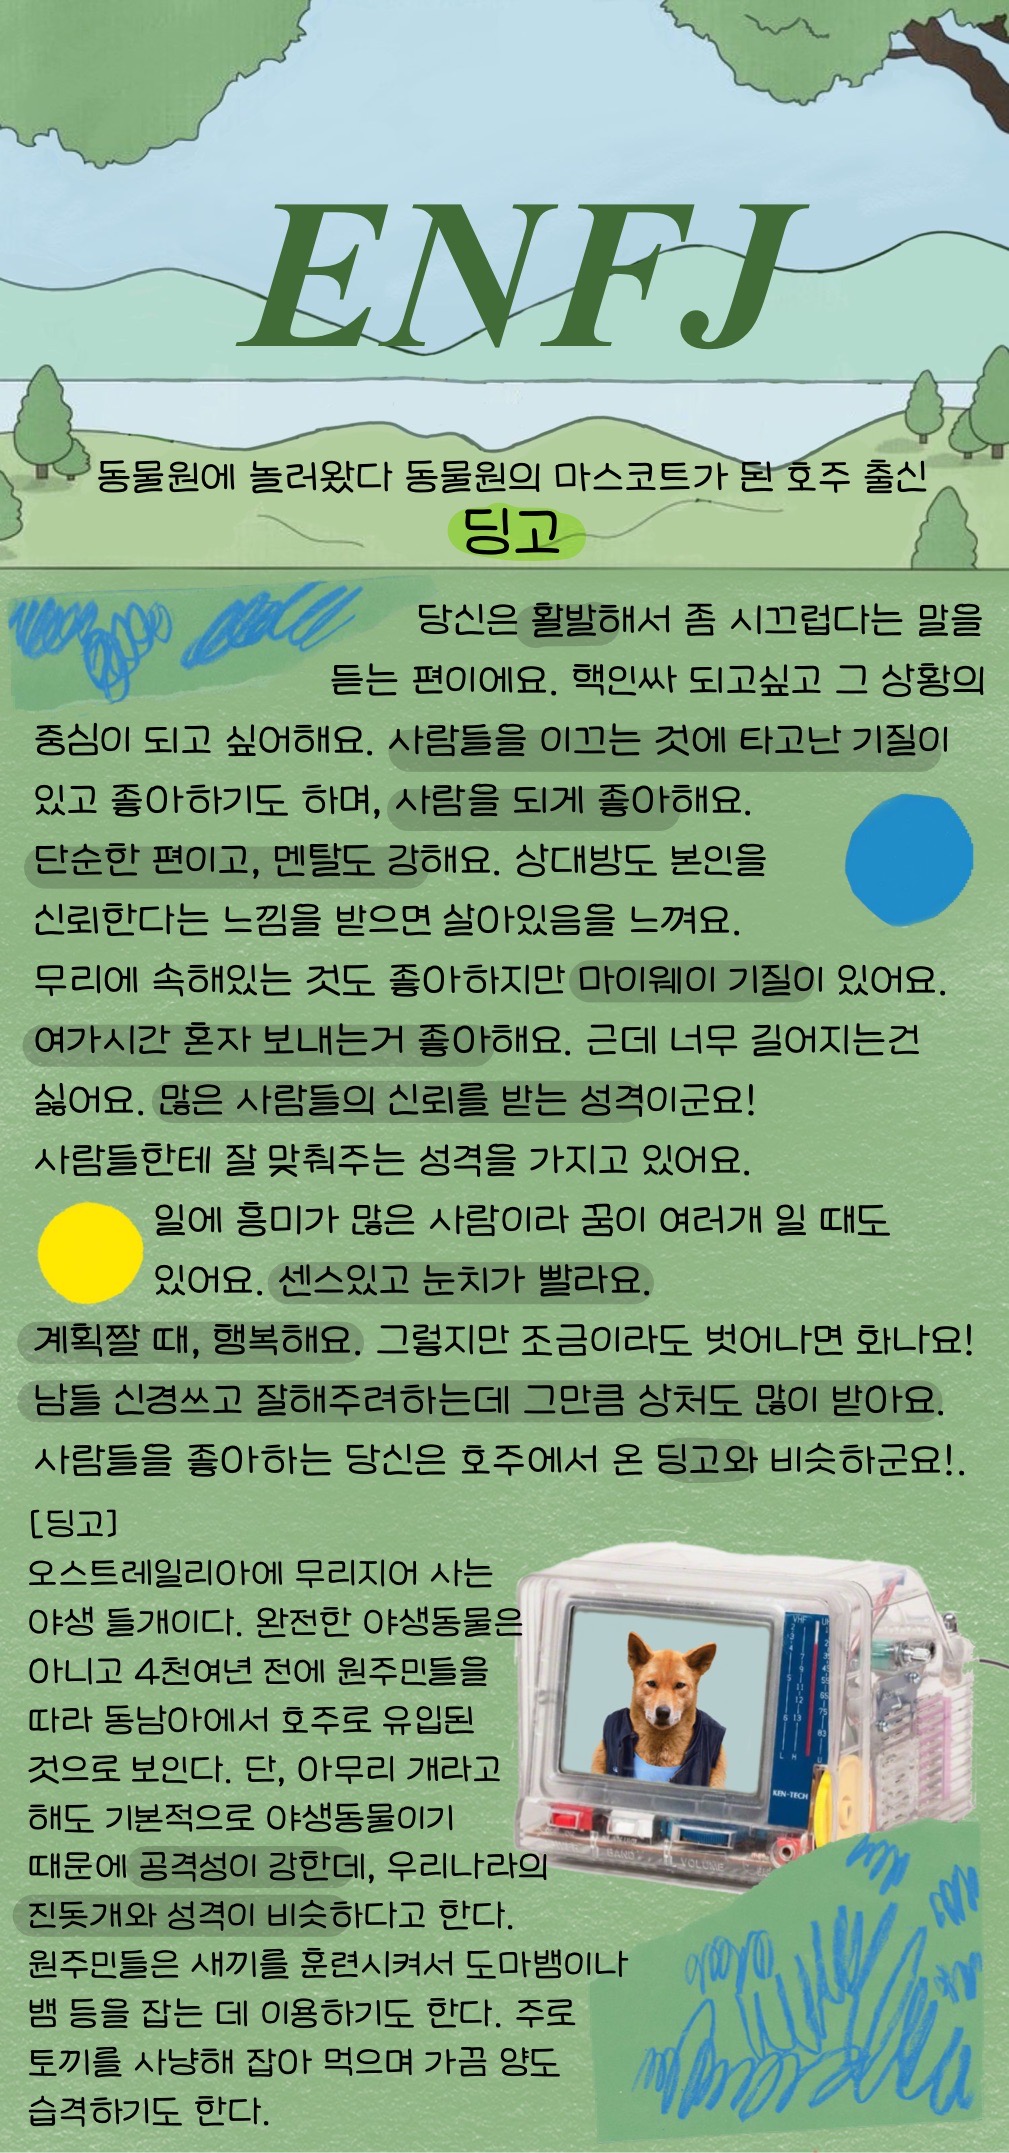 ENFJ
동물원에 놀러왔다 동물원의 마스코트가 된 호주 출신
딩고
당신은 활발해서 좀 시끄럽다는 말을
듣는 편이에요. 핵인싸 되고싶고 그 상황의
중심이 되고 싶어해요. 사람들을 이끄는 것에 타고난 기질이
있고 좋아하기도 하며, 사람을 되게 좋아해요.
단순한 편이고, 멘탈도 강해요. 상대방도 본인을
신뢰한다는 느낌을 받으면 살아있음을 느껴요.
무리에 속해있는 것도 좋아하지만 마이웨이 기질이 있어요.
여가시간 혼자 보내는거 좋아해요. 근데 너무 길어지는건
싫어요. 많은 사람들의 신뢰를 받는 성격이군요!
사람들한테 잘 맞춰주는 성격을 가지고 있어요.
일에 흥미가 많은 사람이라 꿈이 여러개 일 때도
있어요. 센스있고 눈치가 빨라요.
계획짤 때, 행복해요. 그렇지만 조금이라도 벗어나면 화나요!
남들 신경쓰고 잘해주려하는데 그만큼 상처도 많이 받아요.
사람들을 좋아하는 당신은 호주에서 온 딩고와 비슷하군요!.
[딩고]
오스트레일리아에 무리지어 사는
야생 들개이다. 완전한 야생동물은
아니고 4천여년 전에 원주민들을
따라 동남아에서 호주로 유입된
것으로 보인다. 단, 아무리 개라고
해도 기본적으로 야생동물이기
때문에 공격성이 강한데, 우리나라의
진돗개와 성격이 비슷하다고 한다.
원주민들은 새끼를 훈련시켜서 도마뱀이나
뱀 등을 잡는 데 이용하기도 한다. 주로
토끼를 사냥해 잡아 먹으며 가끔 양도
습격하기도 한다.
VHF
KEN-TECH
BAND
VOLUME